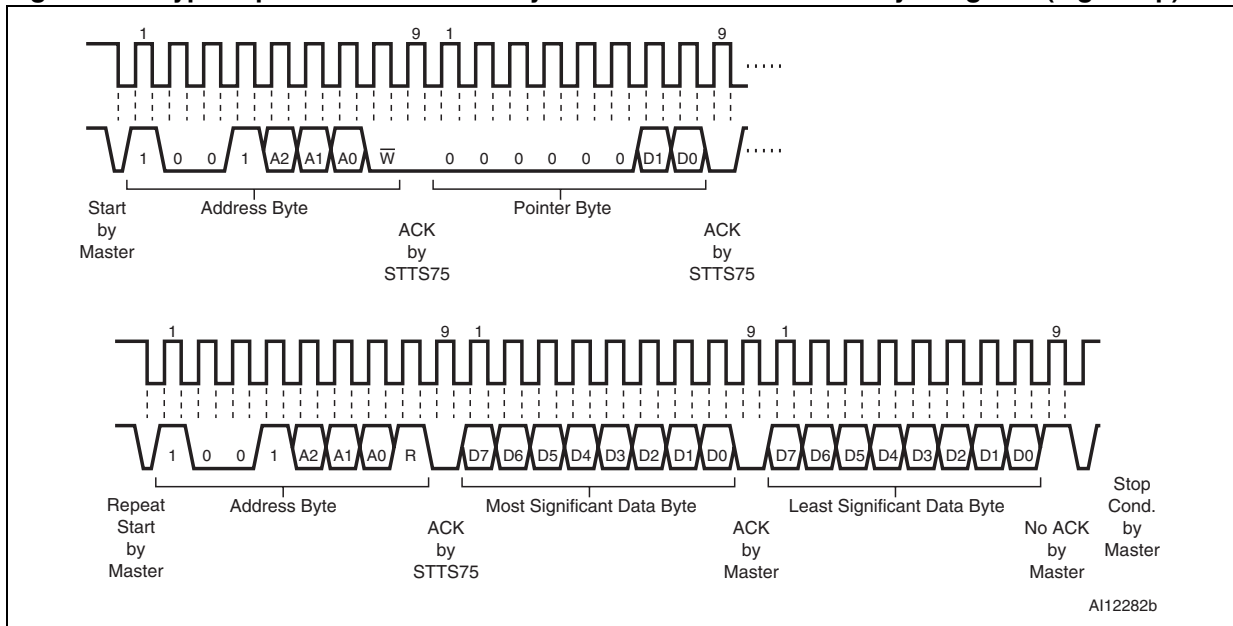 1 9 1 9
1 0 0 1 A2 A1 A0 W 0 0 0 0 0 0 D1 D0
Start
by
Master
Address Byte
ACK
by
STTS75
Pointer Byte
ACK
by
STTS75
1 9 1 9 1 9
1 0 0 1 A2 A1 A0 R D7 D6 D5 D4 D3 D2 D1 D0 D7 D6 D5 D4 D3 D2 D1 D0
Repeat
Start
by
Master
Address Byte
ACK
by
STTS75
Most Significant Data Byte
ACK
by
Master
Least Significant Data Byte
No ACK
by
Master
Stop
Cond.
by
Master
AI12282b